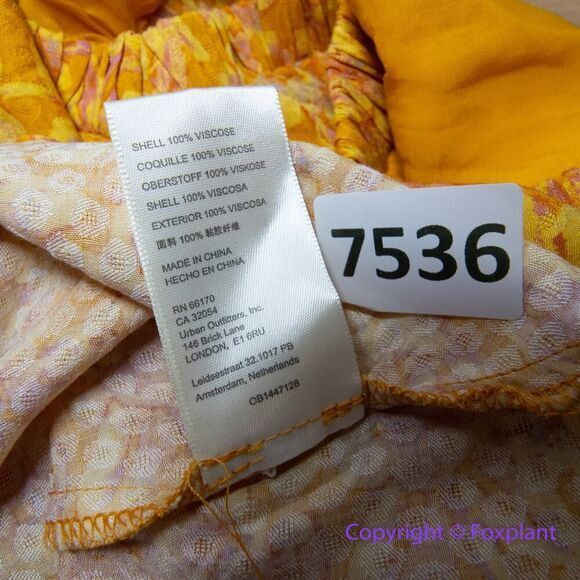 SHELL 100% VISCOSE
COQUILLE 100% VISCOSE
OBERSTOFF 100% VISKOSE
SHELL 100% VISCOSA
EXTERIOR 100% VISCOSA
面料 100% 粘胶纤维
MADE IN CHINA
HECHO EN CHINA
RN 66170
CA 32054
Urban Outfitters, Inc.
146 Brick Lane
LONDON, E1 6RU
Leidsestraat 32.1017 PB
Amsterdam, Netherlands
OB1447128
7536
Copyright © Foxplant